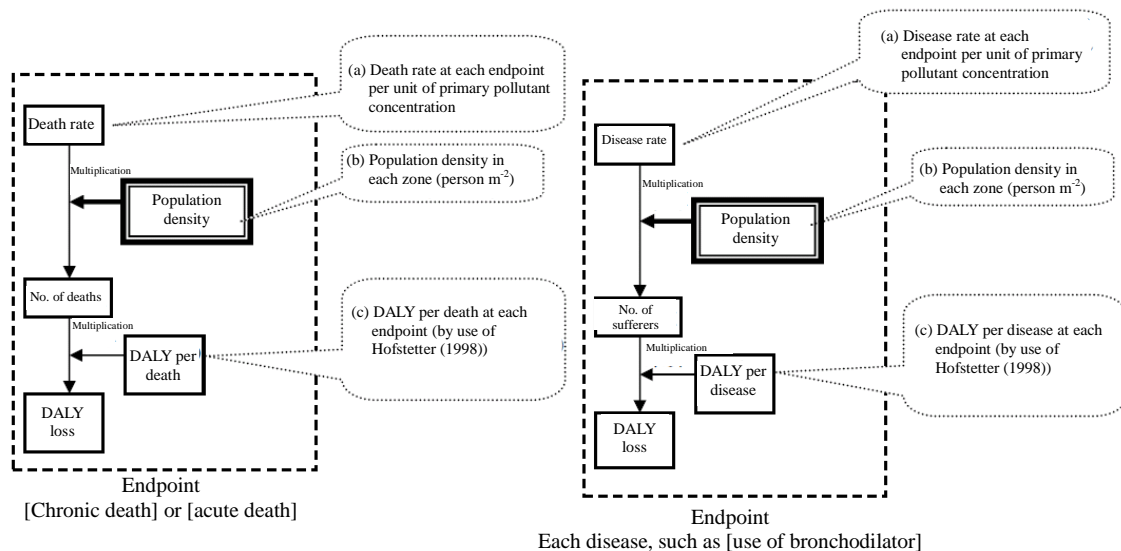 (a) Death rate at each endpoint
per unit of primary pollutant
concentration
Death rate
Multiplication
(b) Population density in
each zone (person m-2)
Population
density
No. of deaths
Multiplication
(c) DALY per death at each
endpoint (by use of
Hofstetter (1998))
DALY per
death
DALY
loss
Endpoint
[Chronic death] or [acute death]
(a) Disease rate at each
endpoint per unit of primary
pollutant concentration
Disease rate
Multiplication
(b) Population density in
each zone (person m-2)
Population
density
No. of
sufferers
Multiplication
(c) DALY per disease at each
endpoint (by use of
Hofstetter (1998))
DALY per
disease
DALY
loss
Endpoint
Each disease, such as [use of bronchodilator]